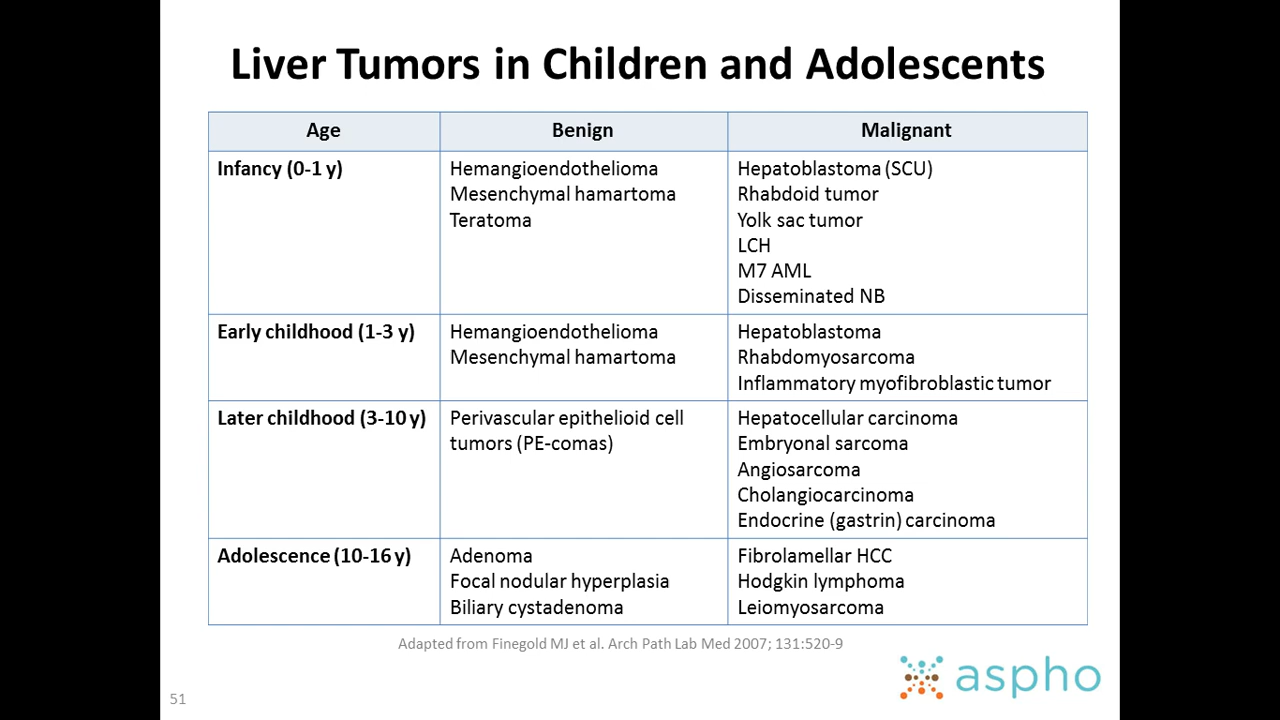 Liver Tumors in Children and Adolescents
Age Benign Malignant
Infancy (0-1 y)
Hemangioendothelioma
Mesenchymal hamartoma
Teratoma
Hepatoblastoma (SCU)
Rhabdoid tumor
Yolk sac tumor
LCH
M7 AML
Disseminated NB
Early childhood (1-3 y)
Hemangioendothelioma
Mesenchymal hamartoma
Hepatoblastoma
Rhabdomyosarcoma
Inflammatory myofibroblastic tumor
Later childhood (3-10 y)
Perivascular epithelioid cell
tumors (PE-comas)
Hepatocellular carcinoma
Embryonal sarcoma
Angiosarcoma
Cholangiocarcinoma
Endocrine (gastrin) carcinoma
Adolescence (10-16 y)
Adenoma
Focal nodular hyperplasia
Biliary cystadenoma
Fibrolamellar HCC
Hodgkin lymphoma
Leiomyosarcoma
Adapted from Finegold MJ et al. Arch Path Lab Med 2007; 131:520-9
aspho
51